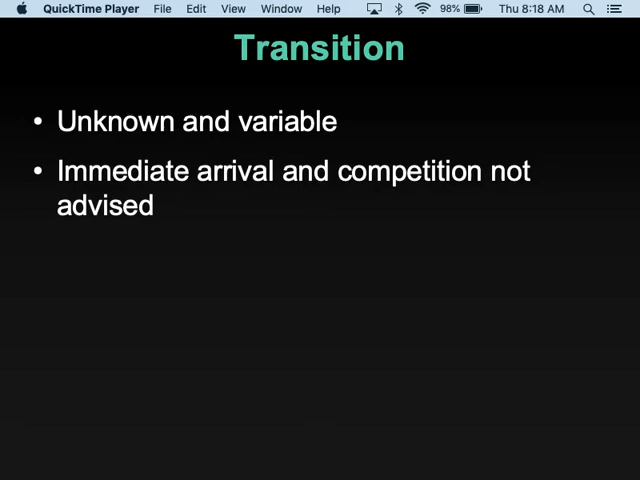 QuickTime Player File Edit View Window Help 98% Thu 8:18 AM
Transition
• Unknown and variable
• Immediate arrival and competition not
advised